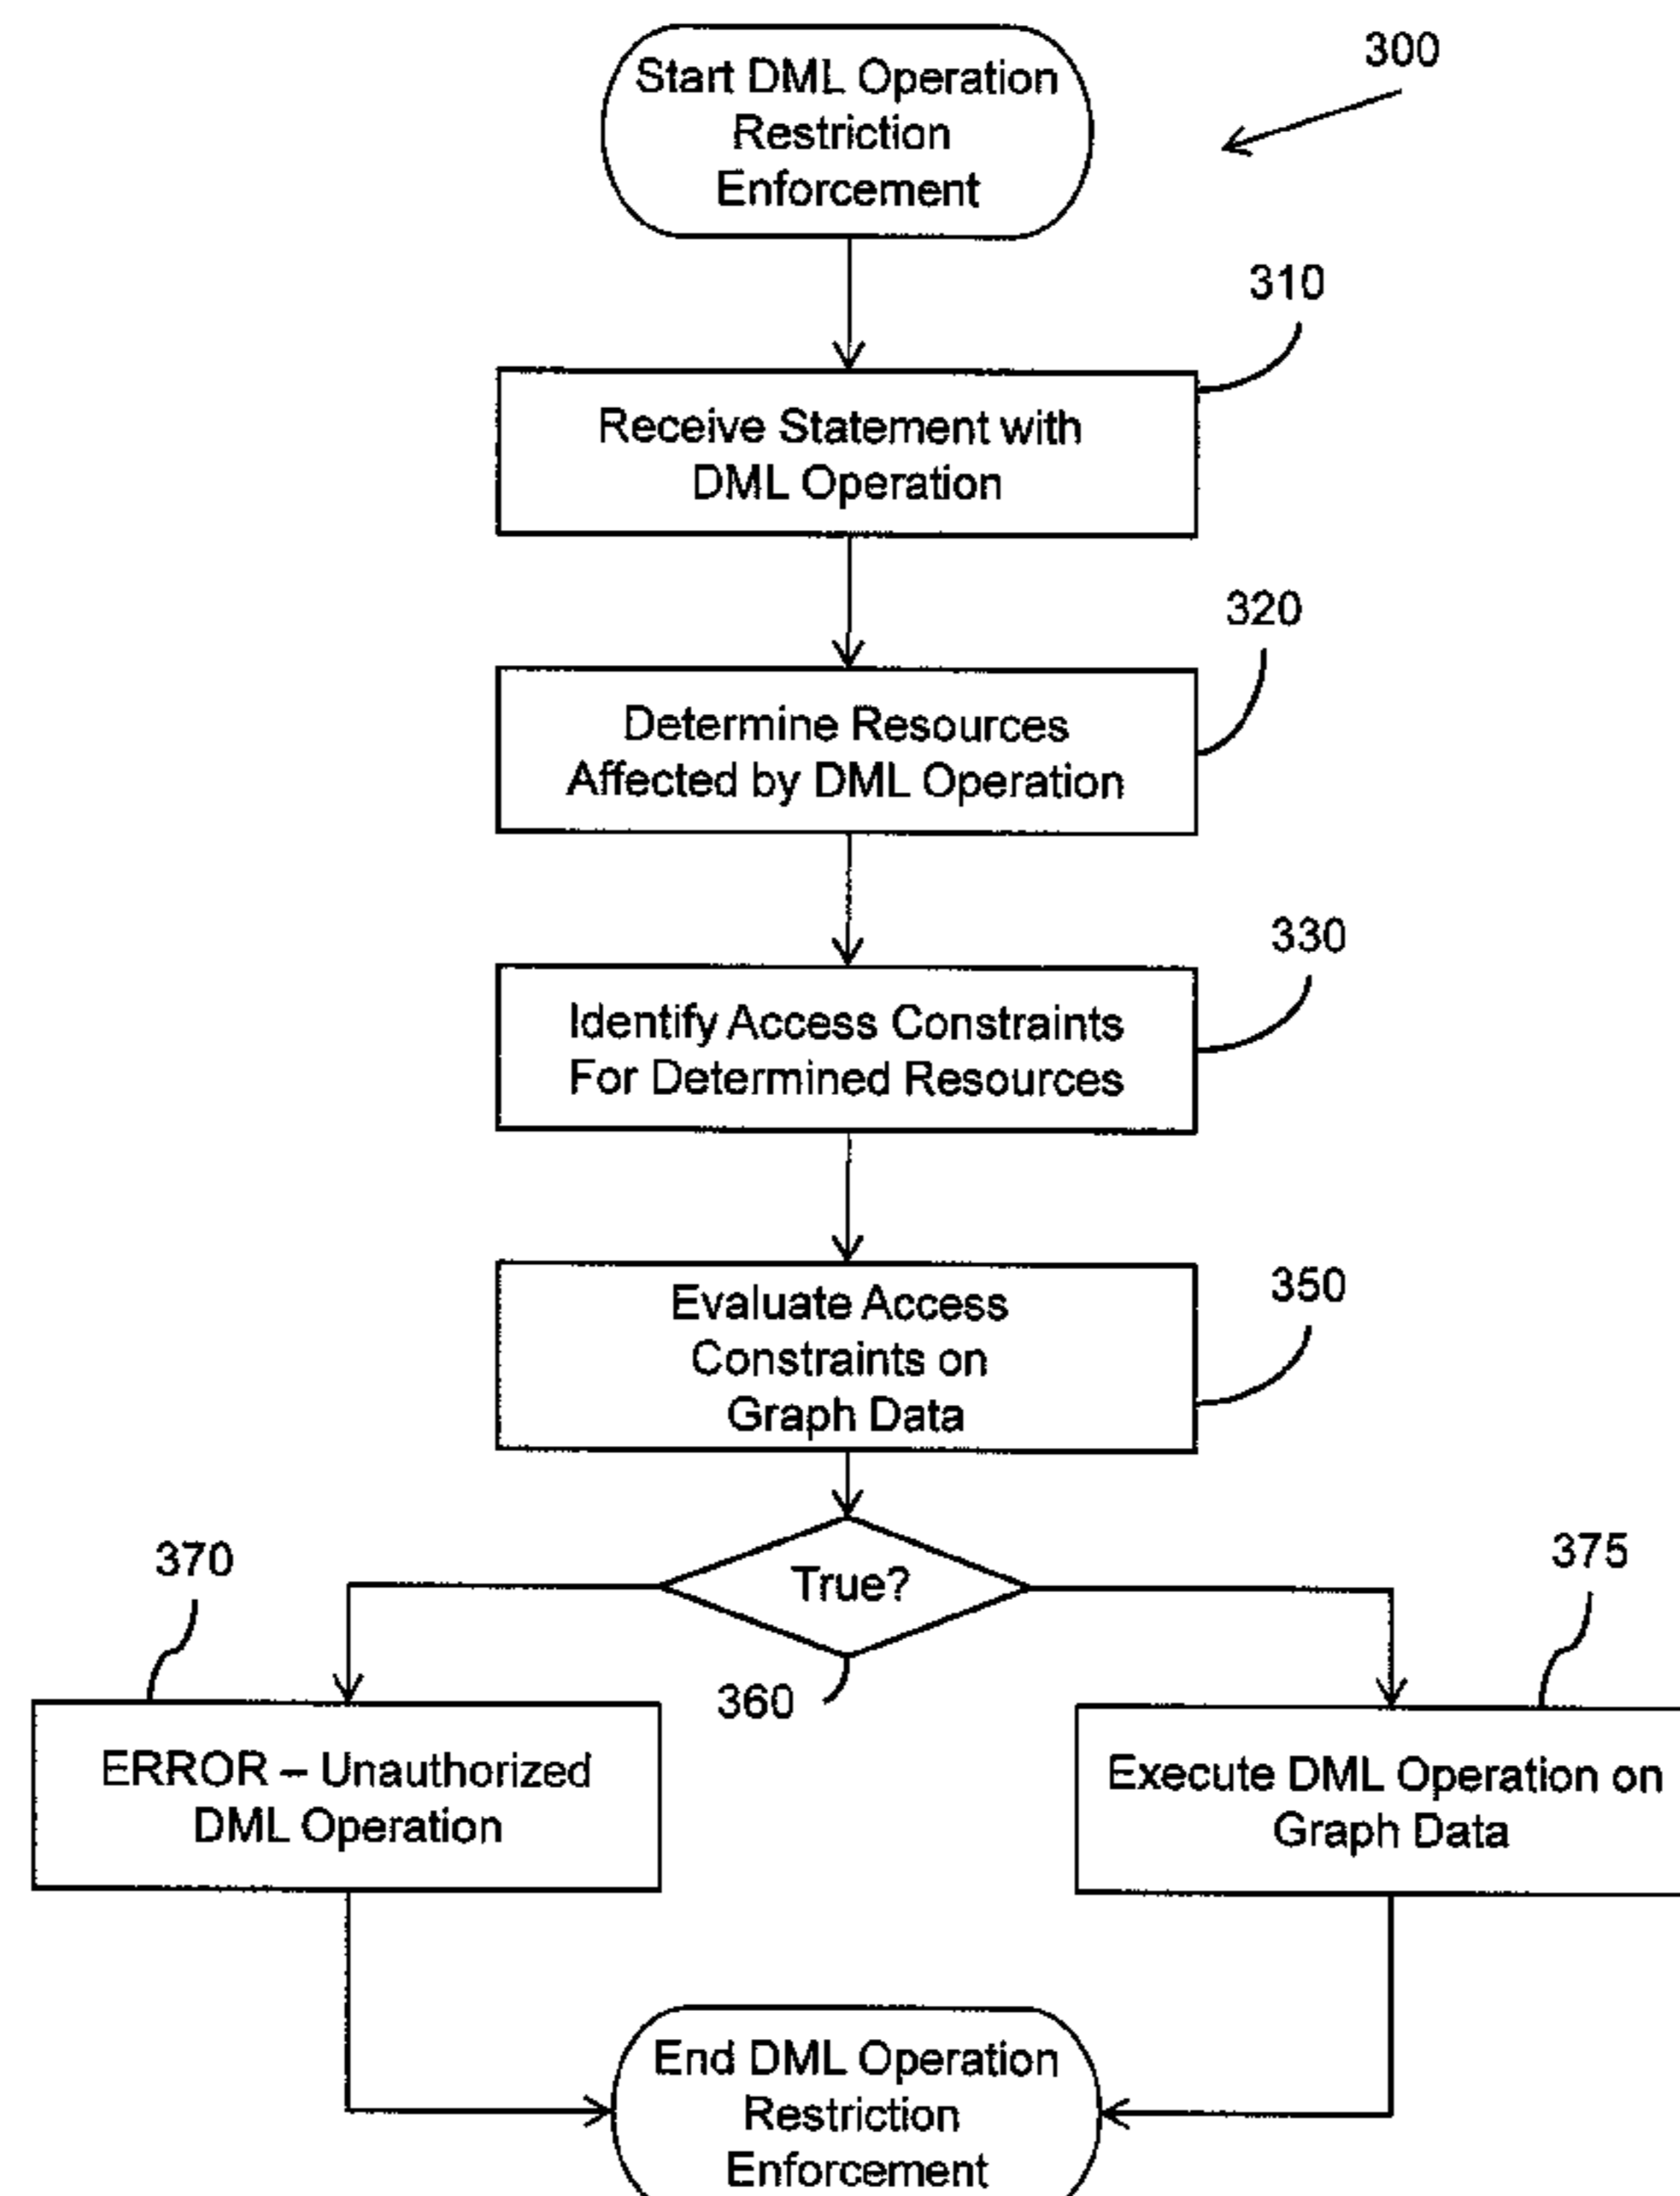 Start DML Operation
Restriction
Enforcement
300
310
Receive Statement with
DML Operation
320
Determine Resources
Affected by DML Operation
330
Identify Access Constraints
For Determined Resources
350
Evaluate Access
Constraints on
Graph Data
370
True?
375
360
ERROR – Unauthorized
DML Operation
Execute DML Operation on
Graph Data
End DML Operation
Restriction
Enforcement